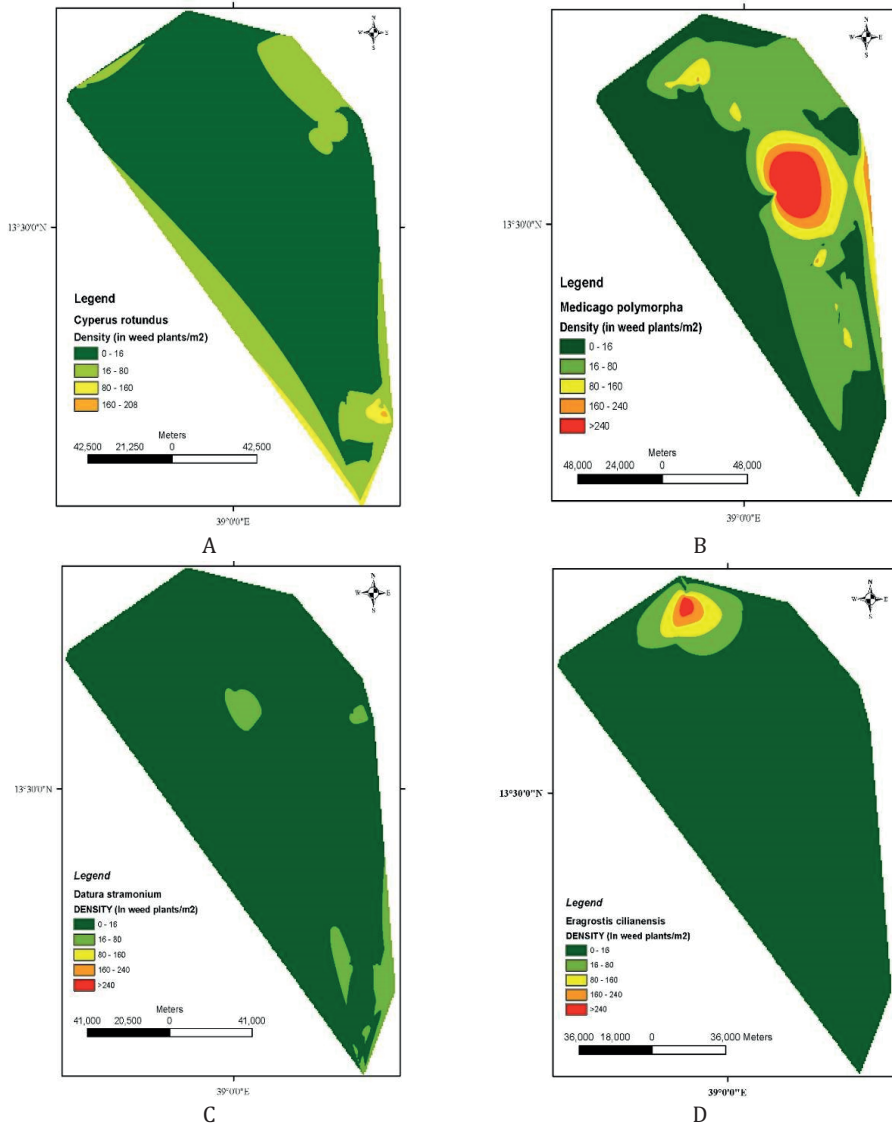 N
W E
S
13°30'0"N
Legend
Cyperus rotundus
Density (in weed plants/m2)
0 - 16
16 - 80
80 - 160
160 - 208
Meters
42,500 21,250 0 42,500
39°0'0"E
A
N
W E
S
13°30'0"N
Legend
Medicago polymorpha
Density (in weed plants/m2)
0 - 16
16 - 80
80 - 160
160 - 240
>240
Meters
48,000 24,000 0 48,000
39°0'0"E
B
N
W E
S
13°30'0"N
Legend
Datura stramonium
DENSITY (In weed plants/m2)
0 - 16
16 - 80
80 - 160
160 - 240
>240
Meters
41,000 20,500 0 41,000
39°0'0"E
C
N
W E
S
13°30'0"N
Legend
Eragrostis cilianensis
DENSITY (In weed plants/m2)
0 - 16
16 - 80
80 - 160
160 - 240
>240
36,000 18,000 0 36,000 Meters
39°0'0"E
D